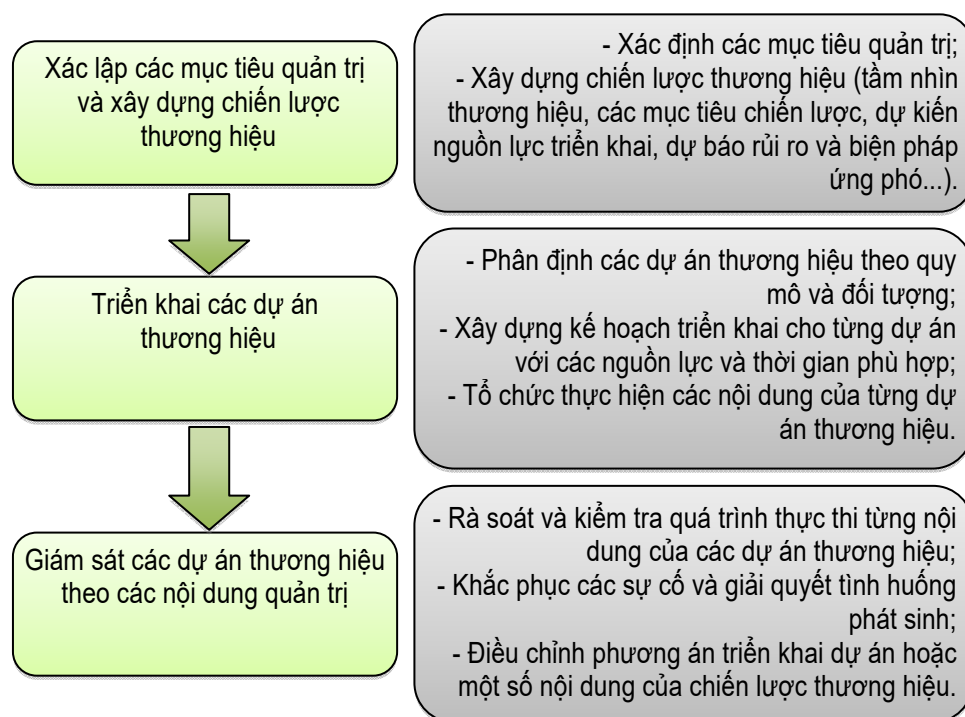 Xác lập các mục tiêu quản trị
và xây dựng chiến lược
thương hiệu
- Xác định các mục tiêu quản trị;
- Xây dựng chiến lược thương hiệu (tầm nhìn
thương hiệu, các mục tiêu chiến lược, dự kiến
nguồn lực triển khai, dự báo rủi ro và biện pháp
ứng phó...).
Triển khai các dự án
thương hiệu
- Phân định các dự án thương hiệu theo quy
mô và đối tượng;
- Xây dựng kế hoạch triển khai cho từng dự án
với các nguồn lực và thời gian phù hợp;
- Tổ chức thực hiện các nội dung của từng dự
án thương hiệu.
Giám sát các dự án thương hiệu
theo các nội dung quản trị
- Rà soát và kiểm tra quá trình thực thi từng nội
dung của các dự án thương hiệu;
- Khắc phục các sự cố và giải quyết tình huống
phát sinh;
- Điều chỉnh phương án triển khai dự án hoặc
một số nội dung của chiến lược thương hiệu.